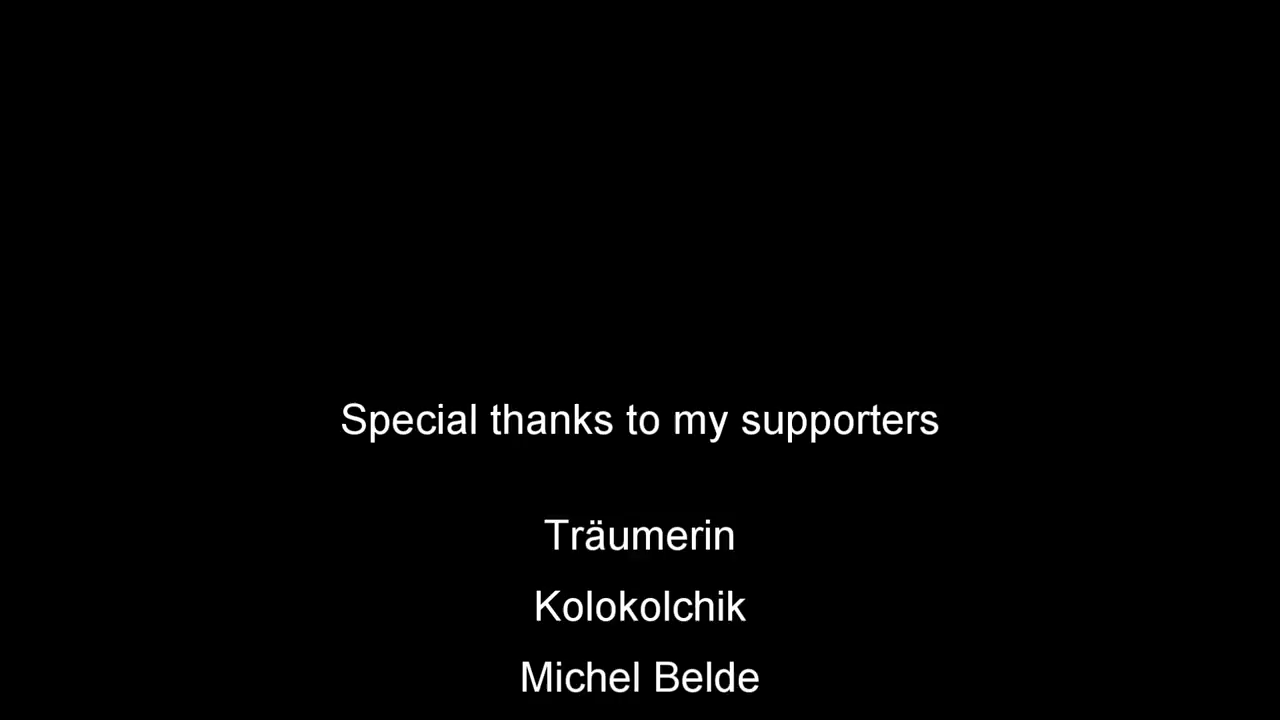 Special thanks to my supporters
Träumerin
Kolokolchik
Michel Belde